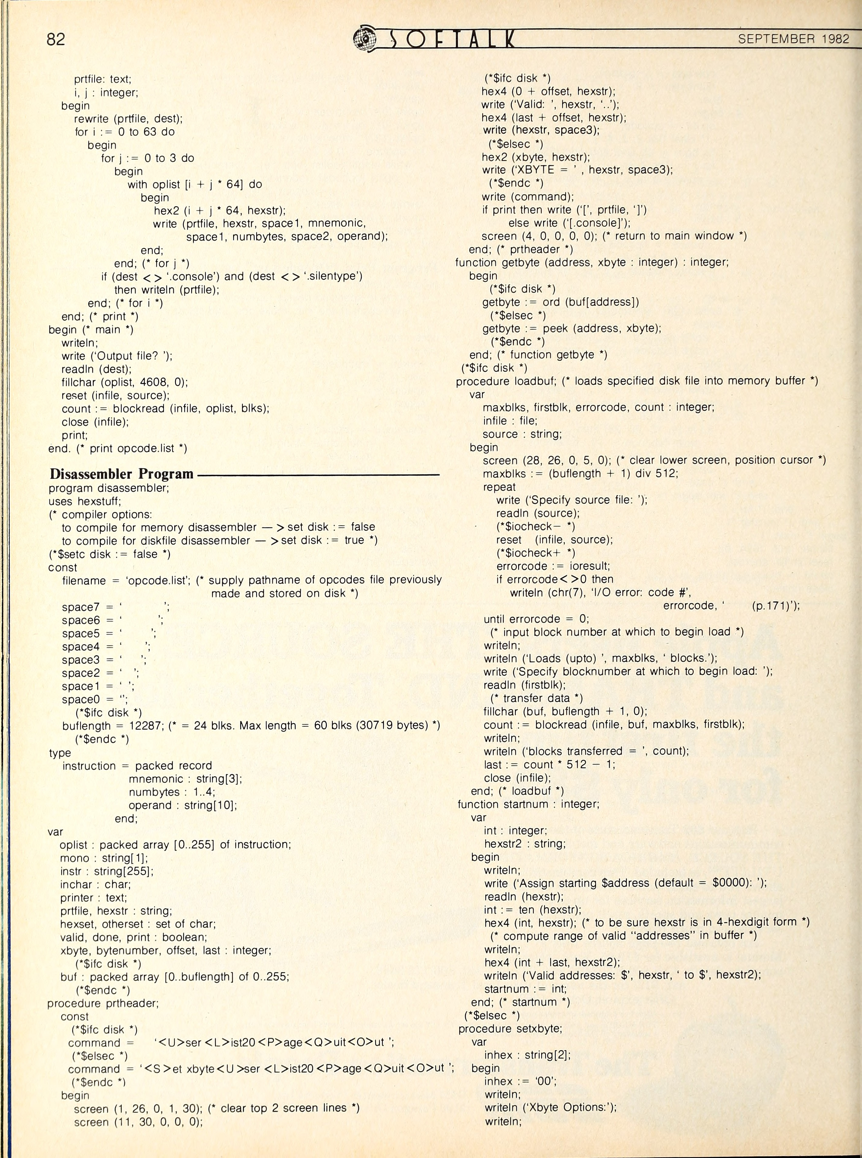 82
SOFTALK
SEPTEMBER 1982
prtfile: text;
i, j : integer;
begin
rewrite (prtfile, dest);
for i := 0 to 63 do
begin
for j := 0 to 3 do
begin
with oplist [i + j * 64] do
begin
hex2 (i + j * 64, hexstr);
write (prtfile, hexstr, space1, mnemonic,
space1, numbytes, space2, operand);
end;
end; (* for j *)
if (dest < > '.console') and (dest < > '.silentype')
then writeln (prtfile);
end; (* for i *)
end; (* print *)
begin (* main *)
writeln;
write ('Output file? ');
readln (dest);
fillchar (oplist, 4608, 0);
reset (infile, source);
count := blockread (infile, oplist, blks);
close (infile);
print;
end. (* print opcode.list *)
Disassembler Program
program disassembler;
uses hexstuff;
(* compiler options:
to compile for memory disassembler — > set disk := false
to compile for diskfile disassembler — > set disk := true *)
(*$setc disk := false *)
const
filename = 'opcode.list'; (* supply pathname of opcodes file previously
made and stored on disk *)
space7 = '       ';
space6 = '      ';
space5 = '     ';
space4 = '    ';
space3 = '   ';
space2 = '  ';
space1 = ' ';
space0 = '';
(*$ifc disk *)
buflength = 12287; (* = 24 blks. Max length = 60 blks (30719 bytes) *)
(*$endc *)
type
instruction = packed record
mnemonic : string[3];
numbytes : 1..4;
operand : string[10];
end;
var
oplist : packed array [0..255] of instruction;
mono : string[1];
instr : string[255];
inchar : char;
printer : text;
prtfile, hexstr : string;
hexset, otherset : set of char;
valid, done, print : boolean;
xbyte, bytenumber, offset, last : integer;
(*$ifc disk *)
buf : packed array [0..buflength] of 0..255;
(*$endc *)
procedure prtheader;
const
(*$ifc disk *)
command = '<U>ser <L>ist20 <P>age<Q>uit<O>ut ';
(*$elsec *)
command = '<S>et xbyte<U>ser <L>ist20 <P>age<Q>uit<O>ut ';
(*$endc *)
begin
screen (1, 26, 0, 1, 30); (* clear top 2 screen lines *)
screen (11, 30, 0, 0, 0);
(*$ifc disk *)
hex4 (0 + offset, hexstr);
write ('Valid: ', hexstr, '..');
hex4 (last + offset, hexstr);
write (hexstr, space3);
(*$elsec *)
hex2 (xbyte, hexstr);
write ('XBYTE = ' , hexstr, space3);
(*$endc *)
write (command);
if print then write ('[', prtfile, ']')
else write ('[.console]');
screen (4, 0, 0, 0, 0); (* return to main window *)
end; (* prtheader *)
function getbyte (address, xbyte : integer) : integer;
begin
(*$ifc disk *)
getbyte := ord (buf[address])
(*$elsec *)
getbyte := peek (address, xbyte);
(*$endc *)
end; (* function getbyte *)
(*$ifc disk *)
procedure loadbuf; (* loads specified disk file into memory buffer *)
var
maxblks, firstblk, errorcode, count : integer;
infile : file;
source : string;
begin
screen (28, 26, 0, 5, 0); (* clear lower screen, position cursor *)
maxblks := (buflength + 1) div 512;
repeat
write ('Specify source file: ');
readln (source);
(*$iocheck− *)
reset (infile, source);
(*$iocheck+ *)
errorcode := ioresult;
if errorcode< >0 then
writeln (chr(7), 'I/O error: code #',
errorcode, ' (p.171)');
until errorcode = 0;
(* input block number at which to begin load *)
writeln;
writeln ('Loads (upto) ', maxblks, ' blocks.');
write ('Specify blocknumber at which to begin load: ');
readln (firstblk);
(* transfer data *)
fillchar (buf, buflength + 1, 0);
count := blockread (infile, buf, maxblks, firstblk);
writeln;
writeln ('blocks transferred = ', count);
last := count * 512 − 1;
close (infile);
end; (* loadbuf *)
function startnum : integer;
var
int : integer;
hexstr2 : string;
begin
writeln;
write ('Assign starting $address (default = $0000): ');
readln (hexstr);
int := ten (hexstr);
hex4 (int, hexstr); (* to be sure hexstr is in 4-hexdigit form *)
(* compute range of valid "addresses" in buffer *)
writeln;
hex4 (int + last, hexstr2);
writeln ('Valid addresses: $', hexstr, ' to $', hexstr2);
startnum := int;
end; (* startnum *)
(*$elsec *)
procedure setxbyte;
var
inhex : string[2];
begin
inhex := '00';
writeln;
writeln ('Xbyte Options:');
writeln;